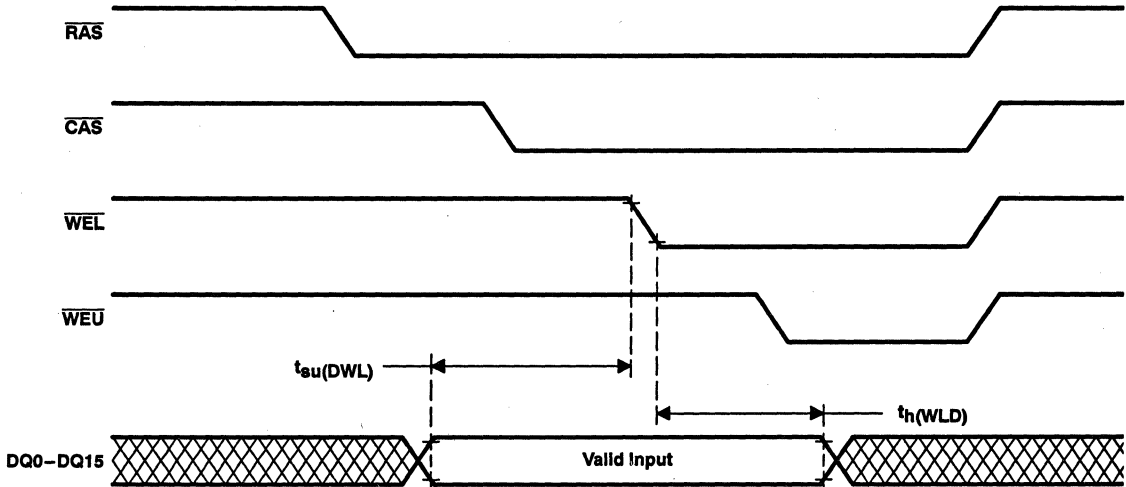 RAS
CAS
WEL
WEU
tsu(DWL)
th(WLD)
DQ0–DQ15
Valid Input